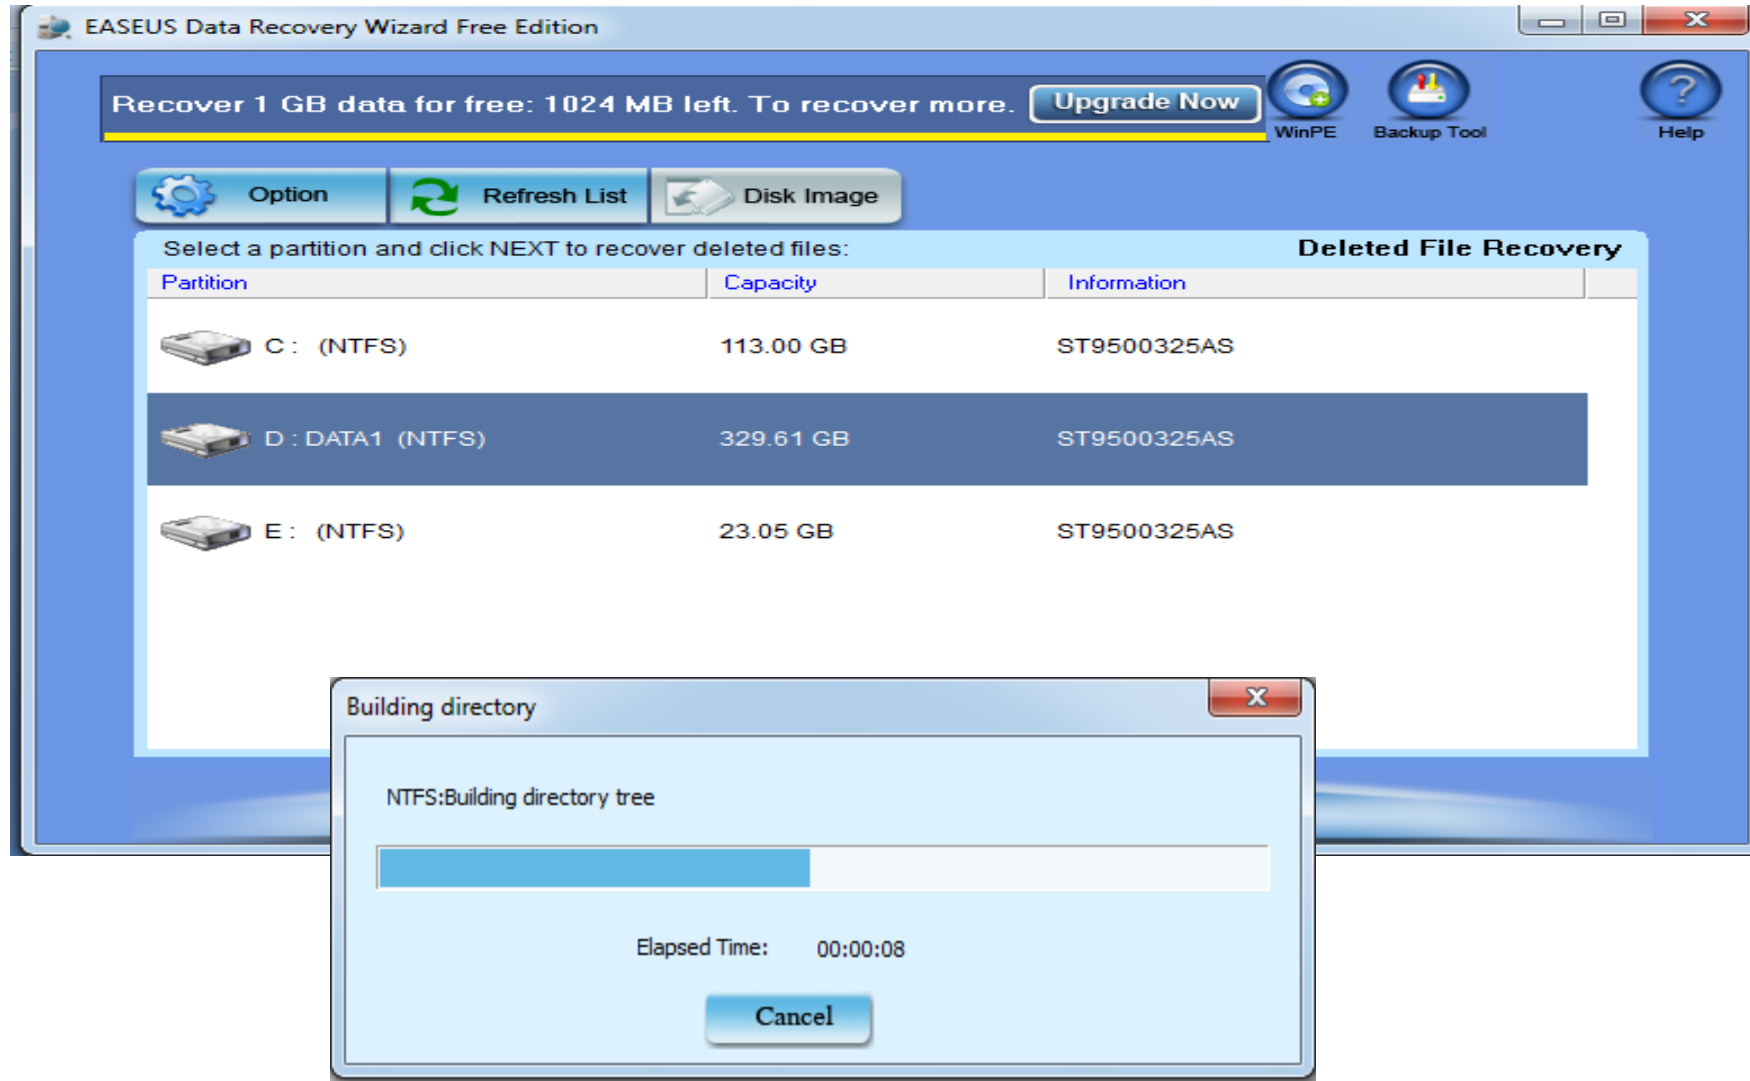 EASEUS Data Recovery Wizard Free Edition
Recover 1 GB data for free: 1024 MB left. To recover more. Upgrade Now
WinPE Backup Tool Help
Option Refresh List Disk Image
Select a partition and click NEXT to recover deleted files: Deleted File Recovery
Partition Capacity Information
C : (NTFS) 113.00 GB ST9500325AS
D : DATA1 (NTFS) 329.61 GB ST9500325AS
E : (NTFS) 23.05 GB ST9500325AS
Building directory
NTFS:Building directory tree
Elapsed Time: 00:00:08
Cancel